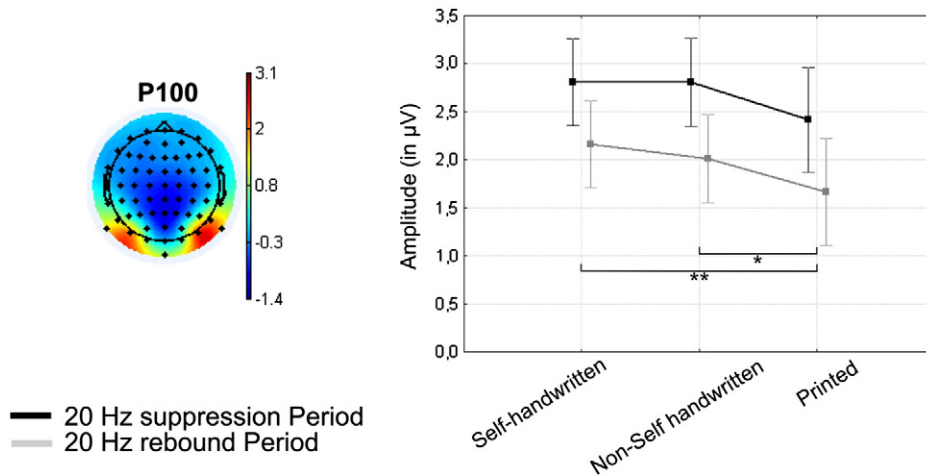 P100
3.1
2
0.8
-0.3
-1.4
Amplitude (in µV)
3,5
3,0
2,5
2,0
1,5
1,0
0,5
0,0
*
**
Self-handwritten
Non-Self handwritten
Printed
20 Hz suppression Period
20 Hz rebound Period